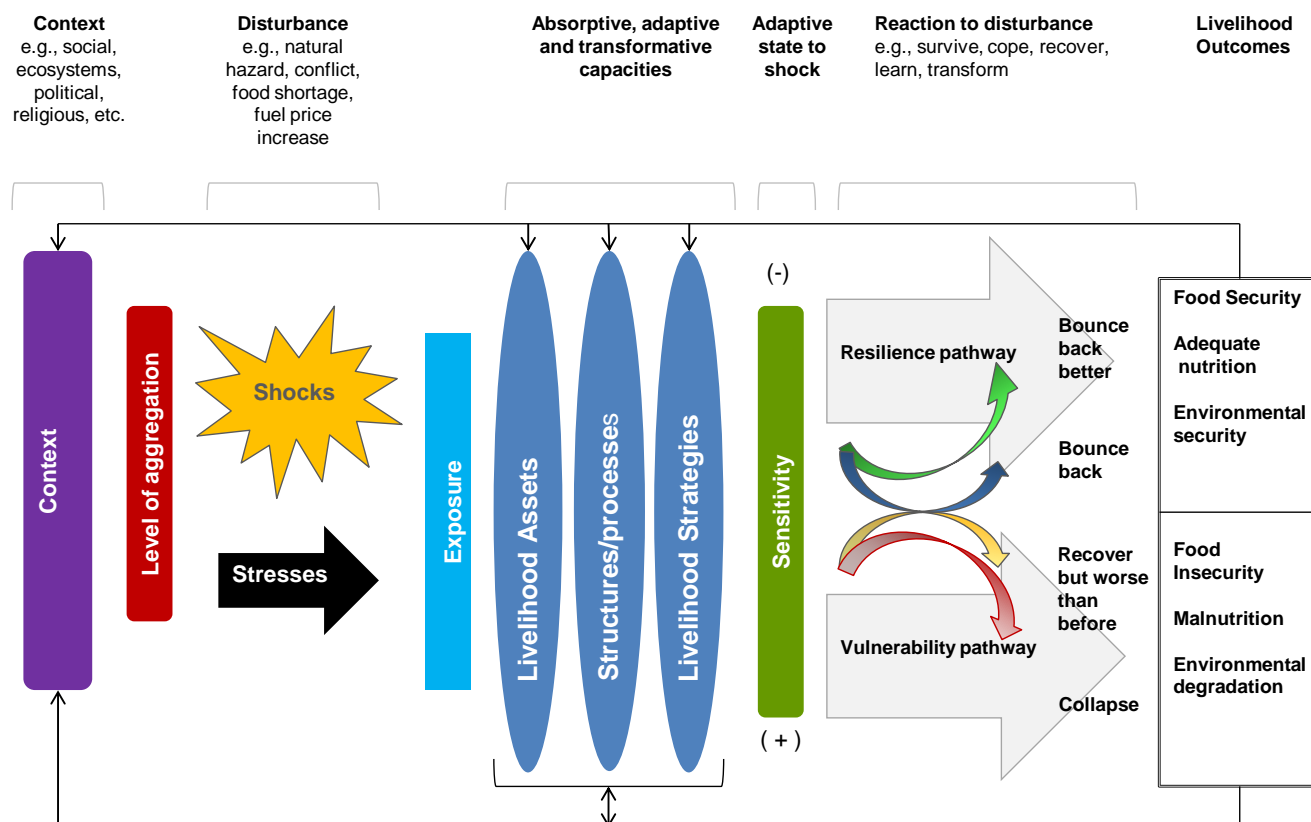 Context
e.g., social,
ecosystems,
political,
religious, etc.
Disturbance
e.g., natural
hazard, conflict,
food shortage,
fuel price
increase
Absorptive, adaptive
and transformative
capacities
Adaptive
state to
shock
Reaction to disturbance
e.g., survive, cope, recover,
learn, transform
Livelihood
Outcomes
Context
Level of aggregation
Shocks
Stresses
Exposure
Livelihood Assets
Structures/processes
Livelihood Strategies
(-)
Sensitivity
( + )
Resilience pathway
Bounce
back
better
Bounce
back
Vulnerability pathway
Recover
but worse
than
before
Collapse
Food Security
Adequate
nutrition
Environmental
security
Food
Insecurity
Malnutrition
Environmental
degradation